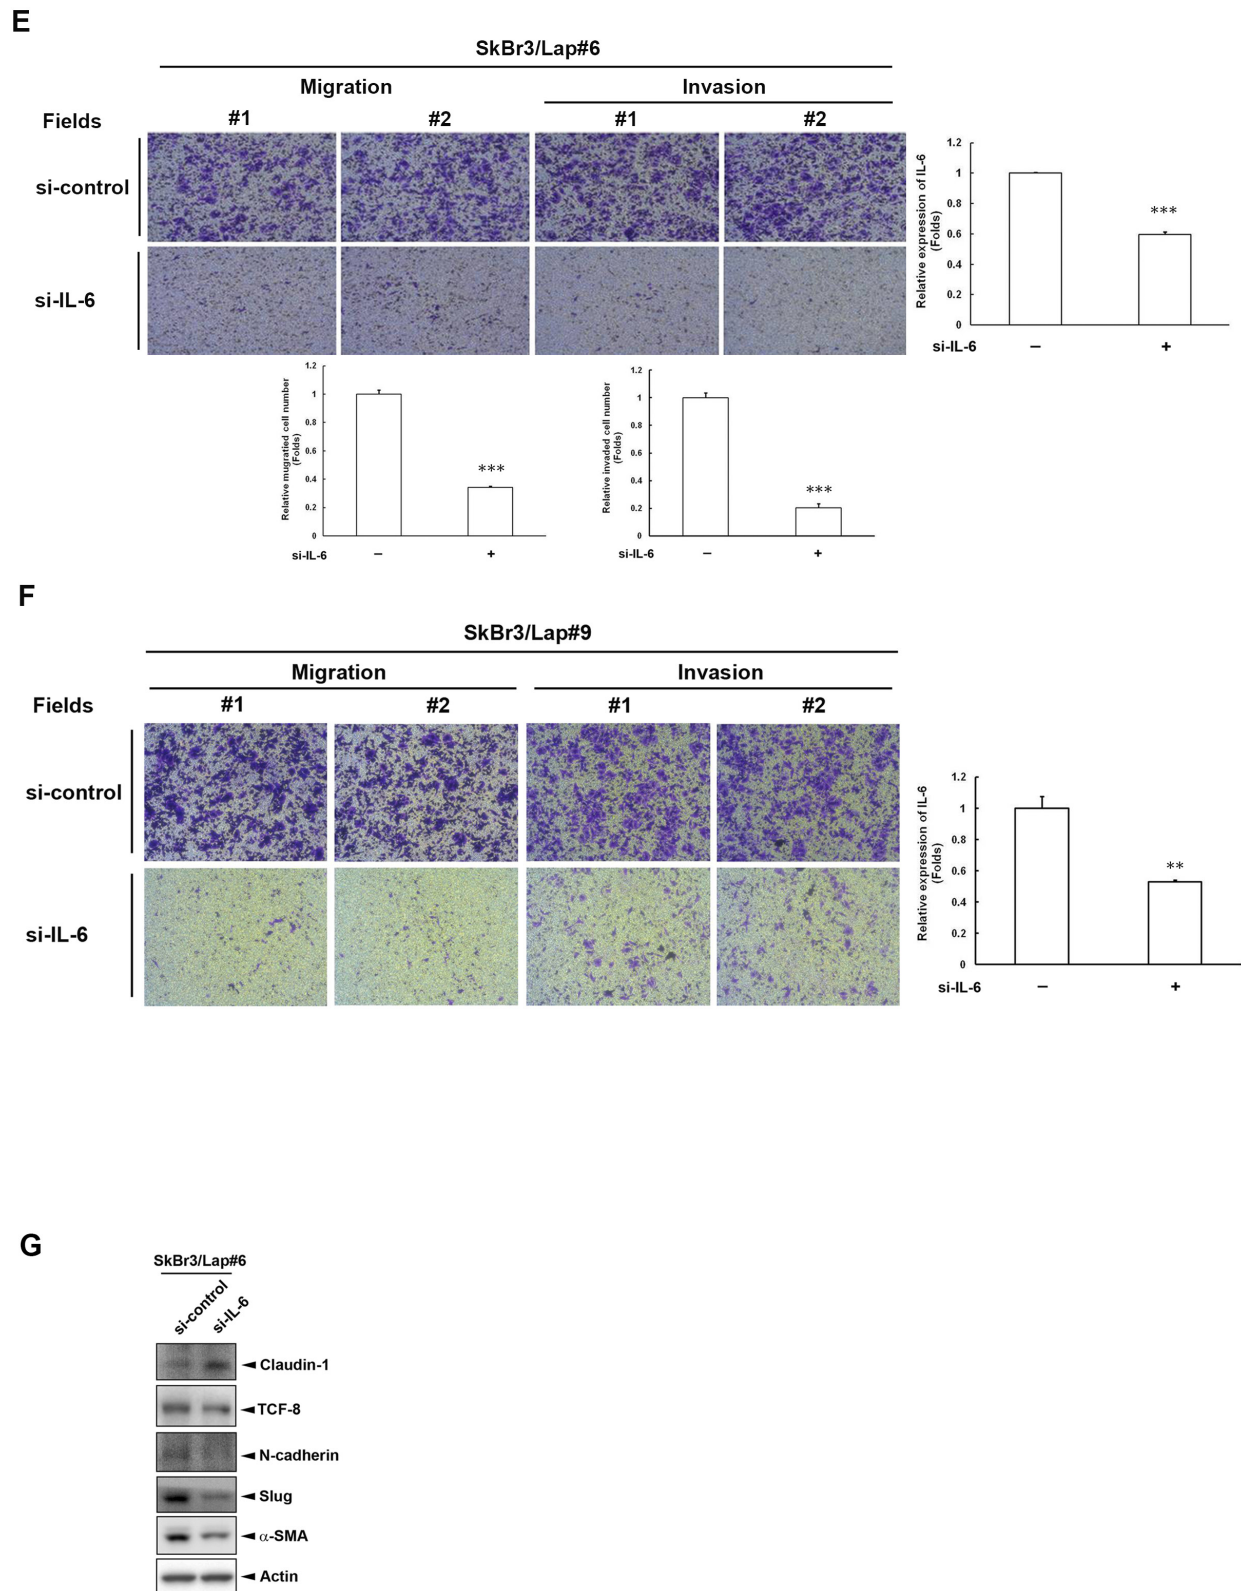 E
SkBr3/Lap#6
Migration Invasion
Fields #1 #2 #1 #2
si-control
si-IL-6
Relative expression of IL-6
(Folds)
1.2
1
0.8
0.6
0.4
0.2
0
***
si-IL-6 – +
Relative mugratied cell number
(Folds)
1.2
1
0.8
0.6
0.4
0.2
0
***
si-IL-6 – +
Relative invaded cell number
(Folds)
1.2
1
0.8
0.6
0.4
0.2
0
***
si-IL-6 – +
F
SkBr3/Lap#9
Migration Invasion
Fields #1 #2 #1 #2
si-control
si-IL-6
Relative expression of IL-6
(Folds)
1.2
1
0.8
0.6
0.4
0.2
0
**
si-IL-6 – +
G
SkBr3/Lap#6
si-control
si-IL-6
Claudin-1
TCF-8
N-cadherin
Slug
α-SMA
Actin